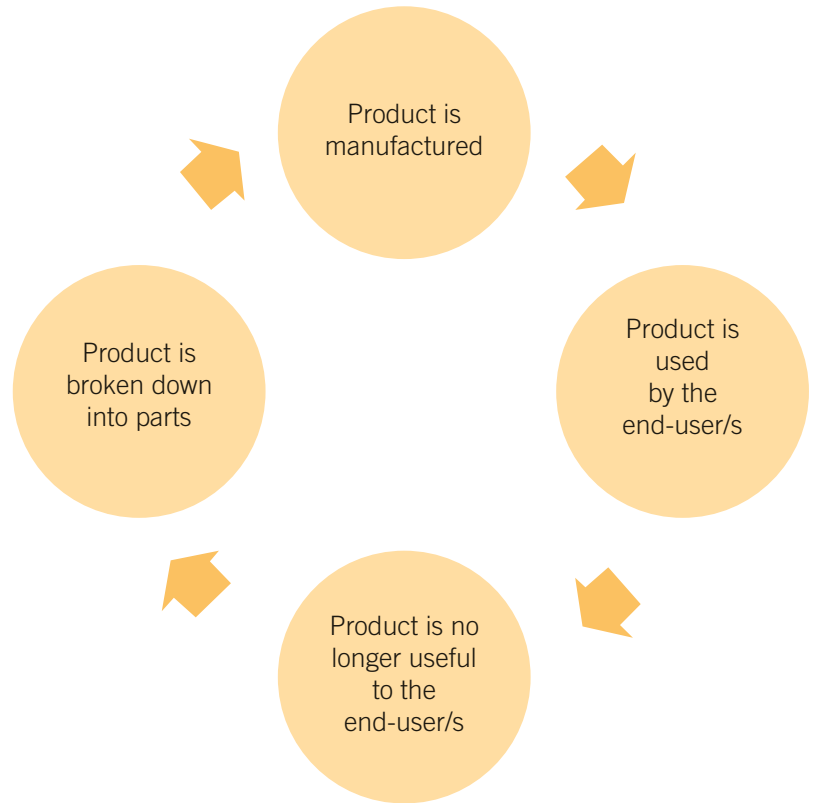 Product is
manufactured
Product is
used
by the
end-user/s
Product is no
longer useful
to the
end-user/s
Product is
broken down
into parts